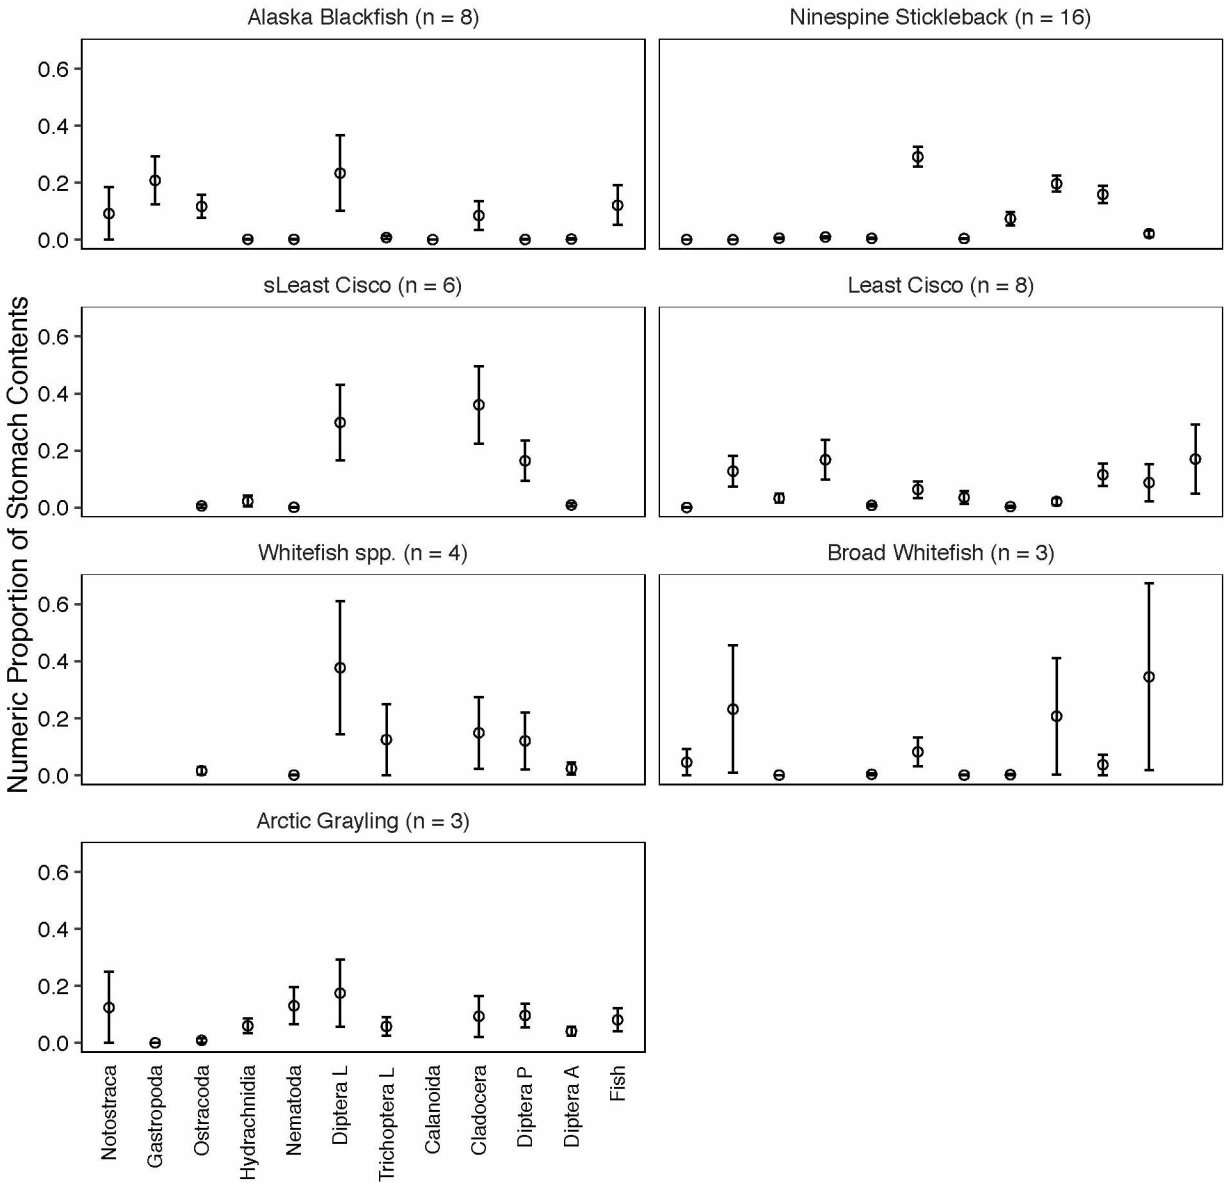 Alaska Blackfish (n = 8)
Ninespine Stickleback (n = 16)
0.6
0.4
0.2
0.0
sLeast Cisco (n = 6)
Least Cisco (n = 8)
0.6
0.4
0.2
0.0
Numeric Proportion of Stomach Contents
Whitefish spp. (n = 4)
Broad Whitefish (n = 3)
0.6
0.4
0.2
0.0
Arctic Grayling (n = 3)
0.6
0.4
0.2
0.0
Notostraca
Gastropoda
Ostracoda
Hydrachnidia
Nematoda
Diptera L
Trichoptera L
Calanoida
Cladocera
Diptera P
Diptera A
Fish